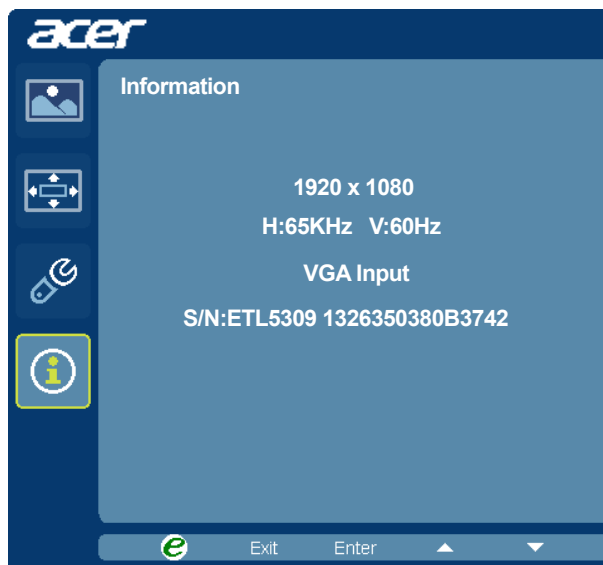 acer
Information
1920 x 1080
H:65KHz V:60Hz
VGA Input
S/N:ETL5309 1326350380B3742
e Exit Enter